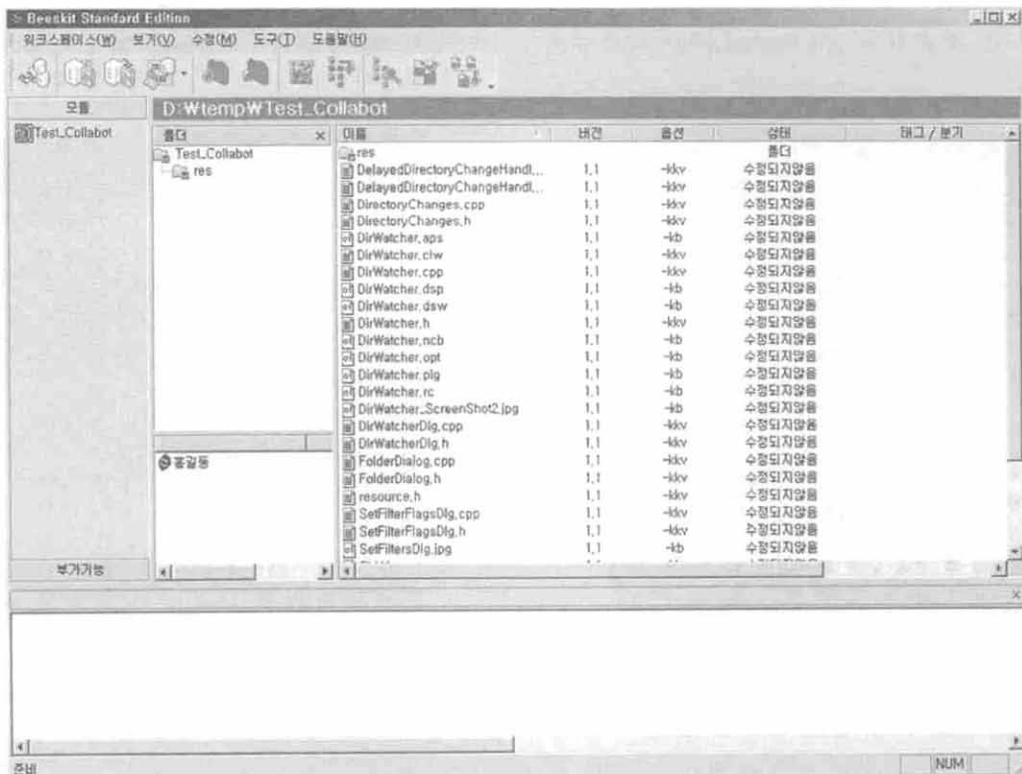 Beeskit Standard Edition
워크스페이스(W) 보기(V) 수정(M) 도구(T) 도움말(H)
모듈 D:₩temp₩Test_Collabot
Test_Collabot
폴더 × 이름 버전 옵션 상태 태그 / 분기
Test_Collabot
res
res 폴더
DelayedDirectoryChangeHandl... 1.1 -kkv 수정되지않음
DelayedDirectoryChangeHandl... 1.1 -kkv 수정되지않음
DirectoryChanges.cpp 1.1 -kkv 수정되지않음
DirectoryChanges.h 1.1 -kkv 수정되지않음
DirWatcher.aps 1.1 -kb 수정되지않음
DirWatcher.clw 1.1 -kkv 수정되지않음
DirWatcher.cpp 1.1 -kkv 수정되지않음
DirWatcher.dsp 1.1 -kb 수정되지않음
DirWatcher.dsw 1.1 -kb 수정되지않음
DirWatcher.h 1.1 -kkv 수정되지않음
DirWatcher.ncb 1.1 -kb 수정되지않음
DirWatcher.opt 1.1 -kb 수정되지않음
DirWatcher.plg 1.1 -kb 수정되지않음
DirWatcher.rc 1.1 -kb 수정되지않음
DirWatcher_ScreenShot2.jpg 1.1 -kb 수정되지않음
DirWatcherDlg.cpp 1.1 -kkv 수정되지않음
DirWatcherDlg.h 1.1 -kkv 수정되지않음
홍길동
FolderDialog.cpp 1.1 -kkv 수정되지않음
FolderDialog.h 1.1 -kkv 수정되지않음
resource.h 1.1 -kkv 수정되지않음
SetFilterFlagsDlg.cpp 1.1 -kkv 수정되지않음
SetFilterFlagsDlg.h 1.1 -kkv 수정되지않음
SetFiltersDlg.jpg 1.1 -kb 수정되지않음
부가기능
준비 NUM